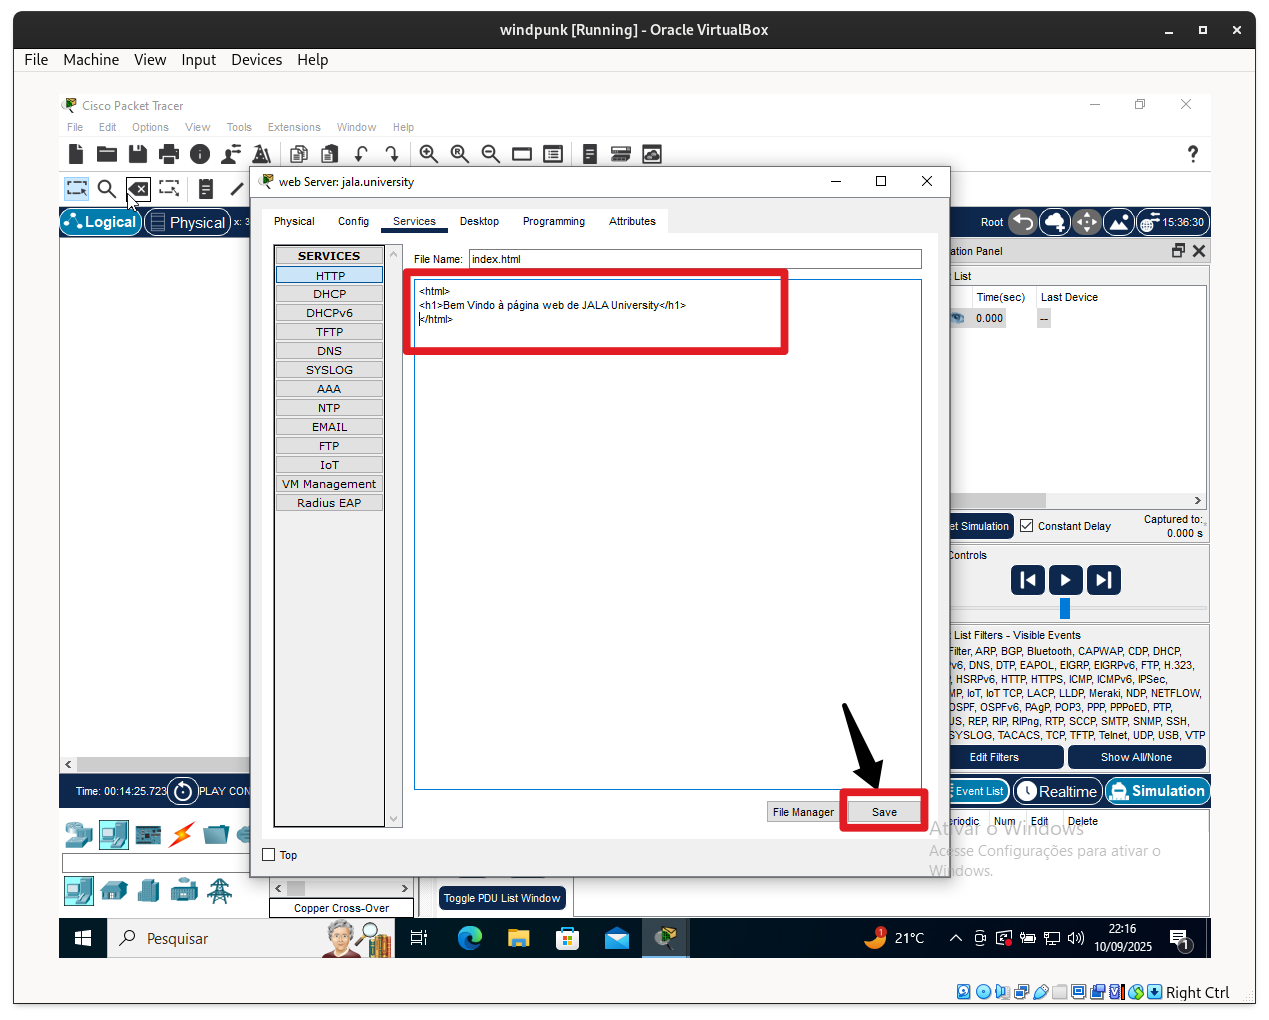 windpunk [Running] - Oracle VirtualBox
File Machine View Input Devices Help
Cisco Packet Tracer
File Edit Options View Tools Extensions Window Help
web Server: jala.university
Logical Physical x: 3
Root 15:36:30
Physical Config Services Desktop Programming Attributes
ation Panel
List
Time(sec) Last Device
0.000 --
SERVICES
HTTP
DHCP
DHCPv6
TFTP
DNS
SYSLOG
AAA
NTP
EMAIL
FTP
IoT
VM Management
Radius EAP
File Name: index.html
<html>
<h1>Bem Vindo à página web de JALA University</h1>
</html>
et Simulation Constant Delay Captured to:
0.000 s
Controls
List Filters - Visible Events
Filter, ARP, BGP, Bluetooth, CAPWAP, CDP, DHCP,
v6, DNS, DTP, EAPOL, EIGRP, EIGRPv6, FTP, H.323,
, HSRPv6, HTTP, HTTPS, ICMP, ICMPv6, IPSec,
MP, IoT, IoT TCP, LACP, LLDP, Meraki, NDP, NETFLOW,
OSPF, OSPFv6, PAgP, POP3, PPP, PPPoED, PTP,
US, REP, RIP, RIPng, RTP, SCCP, SMTP, SNMP, SSH,
SYSLOG, TACACS, TCP, TFTP, Telnet, UDP, USB, VTP
Edit Filters Show All/None
Time: 00:14:25.723 PLAY CON
Event List Realtime Simulation
File Manager Save
eriodic Num Edit Delete
Ativar o Windows
Acesse Configurações para ativar o
Windows.
Top
Copper Cross-Over
Toggle PDU List Window
Pesquisar
1
21°C
22:16
10/09/2025
1
Right Ctrl